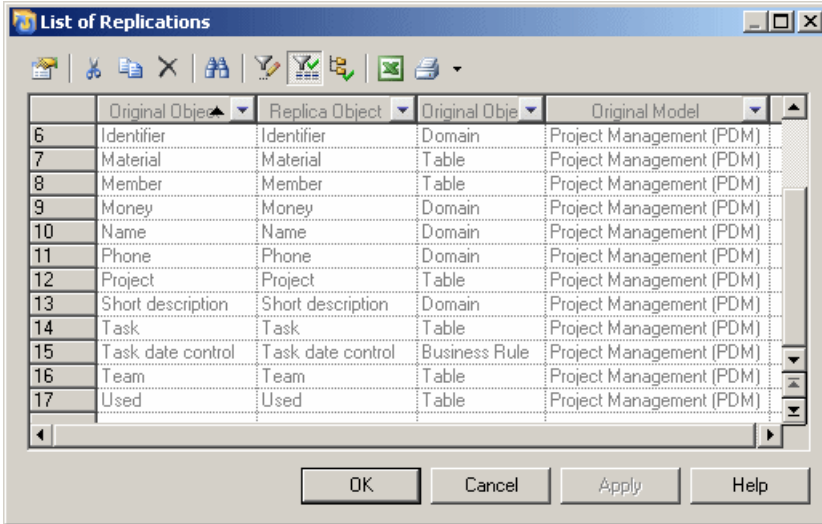 List of Replications
Original Object Replica Object Original Obje Original Model
6 Identifier Identifier Domain Project Management (PDM)
7 Material Material Table Project Management (PDM)
8 Member Member Table Project Management (PDM)
9 Money Money Domain Project Management (PDM)
10 Name Name Domain Project Management (PDM)
11 Phone Phone Domain Project Management (PDM)
12 Project Project Table Project Management (PDM)
13 Short description Short description Domain Project Management (PDM)
14 Task Task Table Project Management (PDM)
15 Task date control Task date control Business Rule Project Management (PDM)
16 Team Team Table Project Management (PDM)
17 Used Used Table Project Management (PDM)
OK Cancel Apply Help